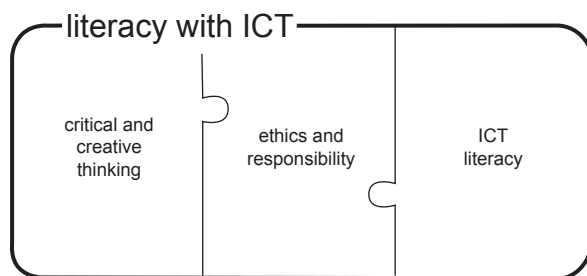 literacy with ICT
critical and
creative
thinking
ethics and
responsibility
ICT
literacy